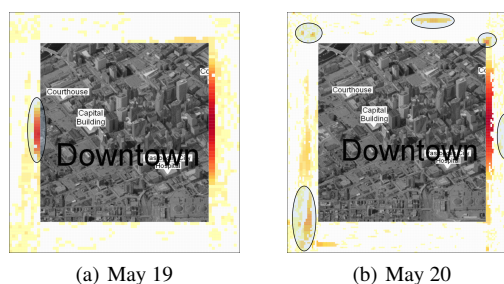 Courthouse
Capital
Building
Downtown
Hospital
Courthouse
Capital
Building
Downtown
Hospital
(a) May 19
(b) May 20